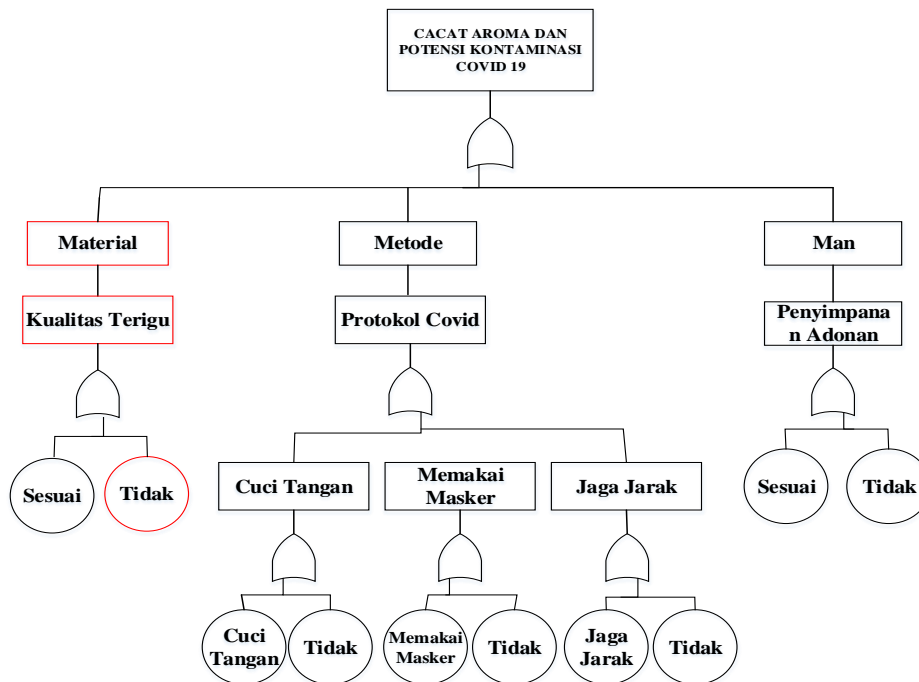 CACAT AROMA DAN
POTENSI KONTAMINASI
COVID 19
Material
Metode
Man
Kualitas Terigu
Protokol Covid
Penyimpana
n Adonan
Sesuai
Tidak
Cuci Tangan
Memakai
Masker
Jaga Jarak
Sesuai
Tidak
Cuci
Tangan
Tidak
Memakai
Masker
Tidak
Jaga
Jarak
Tidak